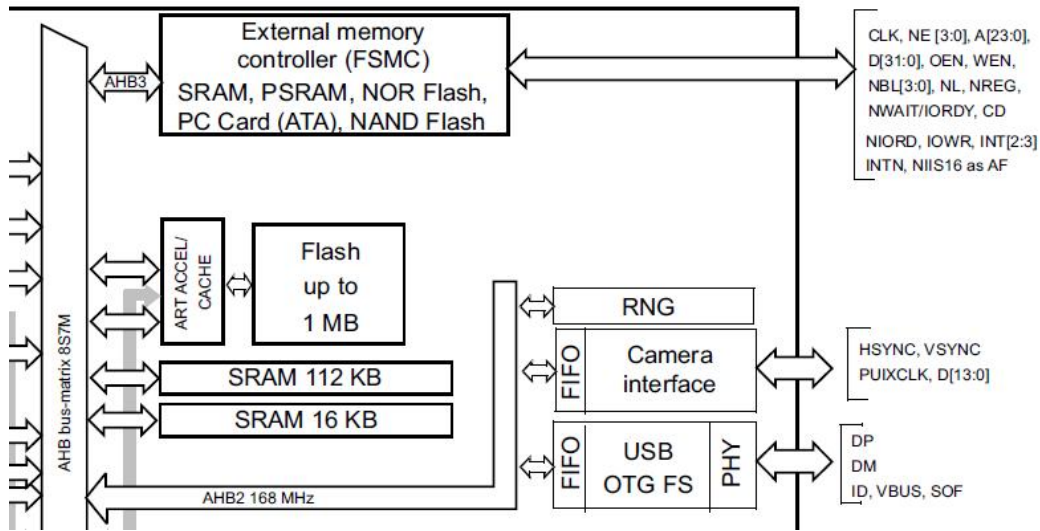 External memory
controller (FSMC)
SRAM, PSRAM, NOR Flash,
PC Card (ATA), NAND Flash
AHB3
CLK, NE [3:0], A[23:0],
D[31:0], OEN, WEN,
NBL[3:0], NL, NREG,
NWAIT/IORDY, CD
NIORD, IOWR, INT[2:3]
INTN, NIIS16 as AF
AHB bus-matrix 8S7M
ART ACCEL/
CACHE
Flash
up to
1 MB
SRAM 112 KB
SRAM 16 KB
AHB2 168 MHz
RNG
FIFO
Camera
interface
HSYNC, VSYNC
PUIXCLK, D[13:0]
FIFO
USB
OTG FS
PHY
DP
DM
ID, VBUS, SOF